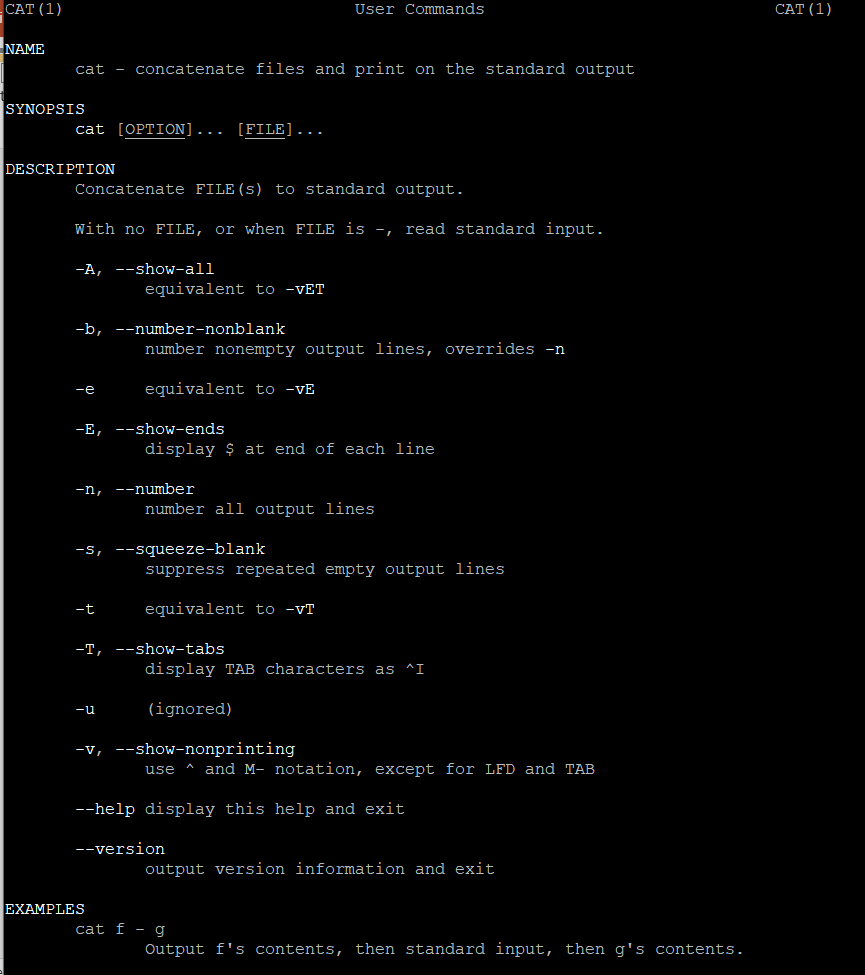 CAT(1) User Commands CAT(1)
NAME
cat - concatenate files and print on the standard output
SYNOPSIS
cat [OPTION]... [FILE]...
DESCRIPTION
Concatenate FILE(s) to standard output.
With no FILE, or when FILE is -, read standard input.
-A, --show-all
equivalent to -vET
-b, --number-nonblank
number nonempty output lines, overrides -n
-e equivalent to -vE
-E, --show-ends
display $ at end of each line
-n, --number
number all output lines
-s, --squeeze-blank
suppress repeated empty output lines
-t equivalent to -vT
-T, --show-tabs
display TAB characters as ^I
-u (ignored)
-v, --show-nonprinting
use ^ and M- notation, except for LFD and TAB
--help display this help and exit
--version
output version information and exit
EXAMPLES
cat f - g
Output f's contents, then standard input, then g's contents.